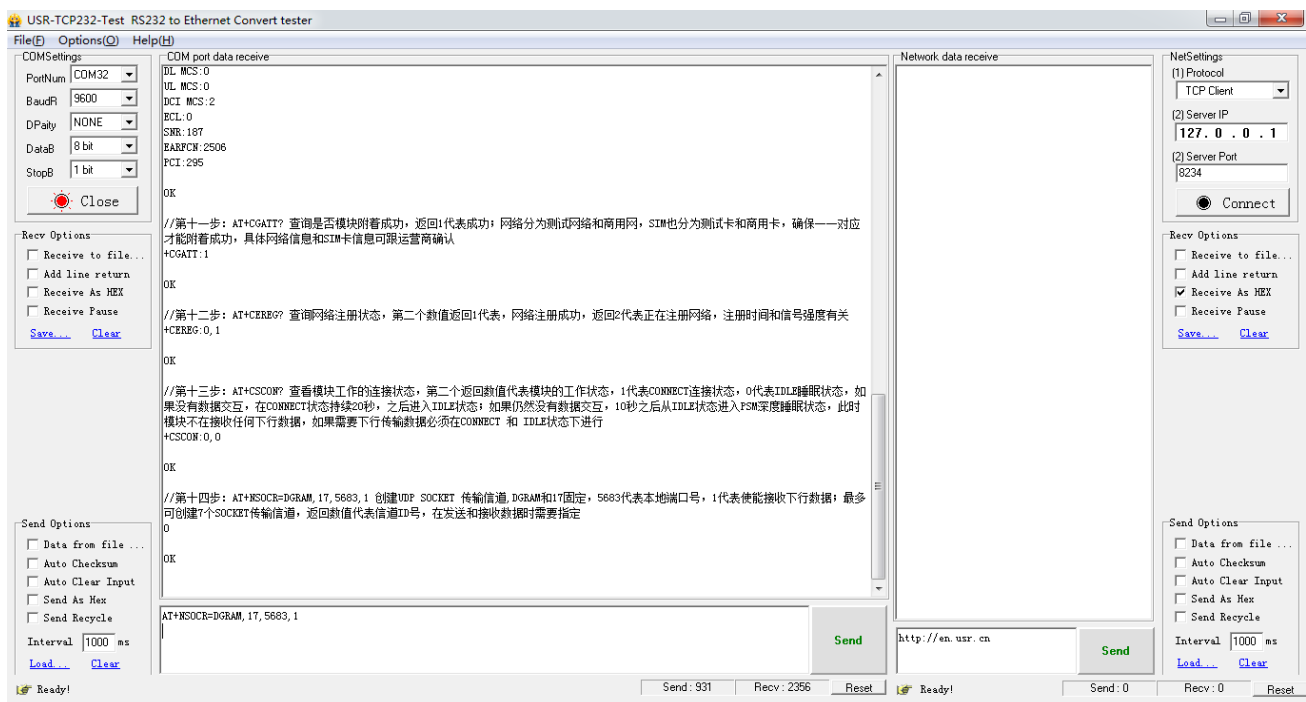 USR-TCP232-Test RS232 to Ethernet Convert tester
File(F) Options(O) Help(H)
COMSettings
PortNum COM32
BaudR 9600
DPaity NONE
DataB 8 bit
StopB 1 bit
Close
Recv Options
Receive to file...
Add line return
Receive As HEX
Receive Pause
Save... Clear
Send Options
Data from file ...
Auto Checksum
Auto Clear Input
Send As Hex
Send Recycle
Interval 1000 ms
Load... Clear
Ready!
COM port data receive
DL MCS:0
UL MCS:0
DCI MCS:2
ECL:0
SNR:187
EARFCN:2506
PCI:295
OK
//第十一步: AT+CGATT? 查询是否模块附着成功，返回1代表成功；网络分为测试网络和商用网，SIM也分为测试卡和商用卡，确保一一对应
才能附着成功，具体网络信息和SIM卡信息可跟运营商确认
+CGATT:1
OK
//第十二步: AT+CEREG? 查询网络注册状态，第二个数值返回1代表，网络注册成功，返回2代表正在注册网络，注册时间和信号强度有关
+CEREG:0,1
OK
//第十三步: AT+CSCON? 查看模块工作的连接状态，第二个返回数值代表模块的工作状态，1代表CONNECT连接状态，0代表IDLE睡眠状态，如
果没有数据交互，在CONNECT状态持续20秒，之后进入IDLE状态；如果仍然没有数据交互，10秒之后从IDLE状态进入PSM深度睡眠状态，此时
模块不在接收任何下行数据，如果需要下行传输数据必须在CONNECT 和 IDLE状态下进行
+CSCON:0,0
OK
//第十四步: AT+NSOCR=DGRAM,17,5683,1 创建UDP SOCKET 传输信道,DGRAM和17固定，5683代表本地端口号，1代表使能接收下行数据；最多
可创建7个SOCKET传输信道，返回数值代表信道ID号，在发送和接收数据时需要指定
0
OK
AT+NSOCR=DGRAM,17,5683,1
Send
Send : 931 Recv : 2356 Reset
Network data receive
http://en.usr.cn
Send
Ready! Send : 0 Recv : 0 Reset
NetSettings
(1) Protocol
TCP Client
(2) Server IP
127. 0 . 0 . 1
(2) Server Port
8234
Connect
Recv Options
Receive to file...
Add line return
Receive As HEX
Receive Pause
Save... Clear
Send Options
Data from file ...
Auto Checksum
Auto Clear Input
Send As Hex
Send Recycle
Interval 1000 ms
Load... Clear